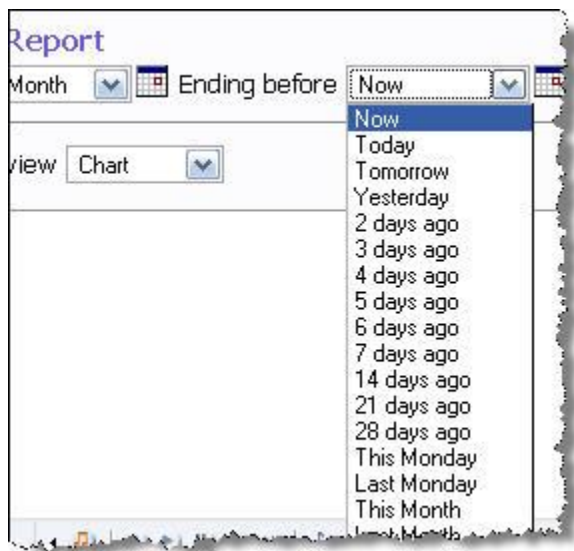 Report
Month Ending before Now
view Chart
Now
Today
Tomorrow
Yesterday
2 days ago
3 days ago
4 days ago
5 days ago
6 days ago
7 days ago
14 days ago
21 days ago
28 days ago
This Monday
Last Monday
This Month
Last Month